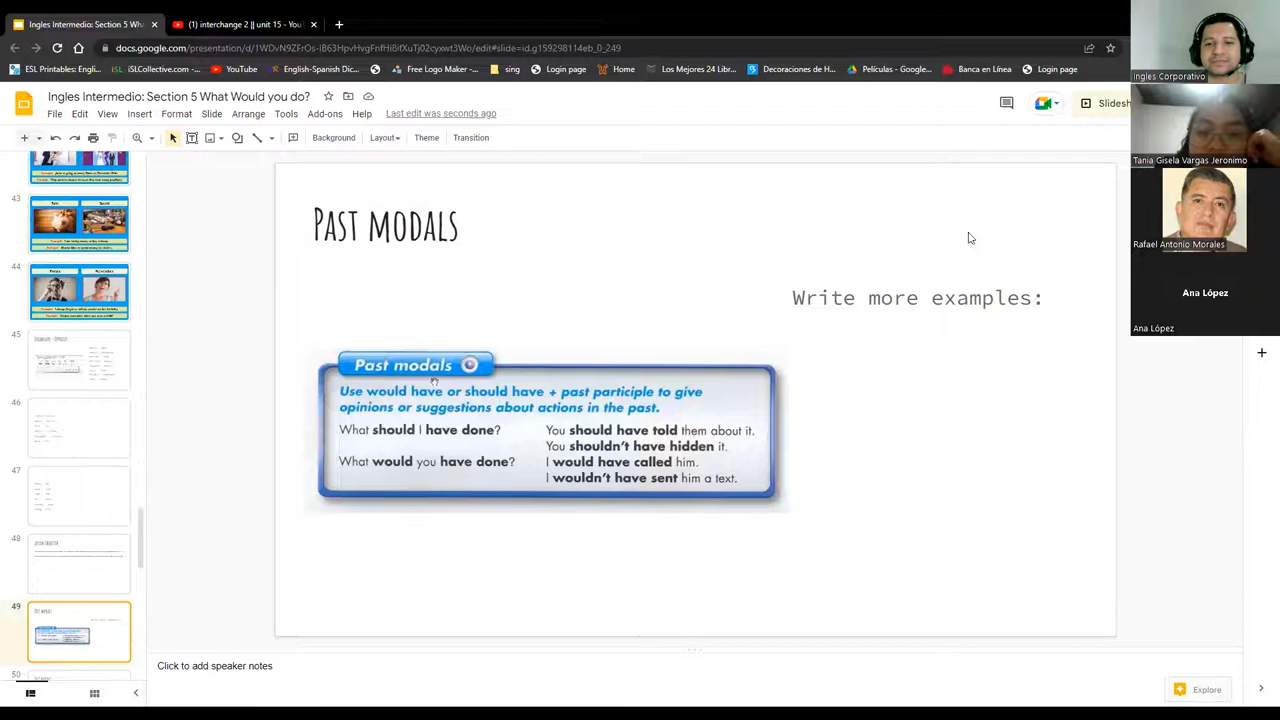 Ingles Intermedio: Section 5 What
(1) interchange 2 || unit 15 - YouT
docs.google.com/presentation/d/1WDvN9ZFrOs-iB63HpvHvgFnfHi8ifXuTj02cyxwt3Wo/edit#slide=id.g159298114eb_0_249
ESL Printables: Engli...
iSLCollective.com -...
YouTube
English-Spanish Dic...
Free Logo Maker -...
sing
Login page
Home
Los Mejores 24 Libr...
Decoraciones de H...
Películas - Google...
Banca en Línea
Login page
Ingles Intermedio: Section 5 What Would you do?
File Edit View Insert Format Slide Arrange Tools Add-ons Help
Last edit was seconds ago
Slidesh
Background
Layout
Theme
Transition
43
44
45
46
47
48
49
50
Past modals
Write more examples:
Past modals
Use would have or should have + past participle to give
opinions or suggestions about actions in the past.
What should I have done? You should have told them about it.
You shouldn't have hidden it.
What would you have done? I would have called him.
I wouldn't have sent him a text.
Click to add speaker notes
Explore
Ingles Corporativo
Tania Gisela Vargas Jeronimo
Rafael Antonio Morales
Ana López
Ana López